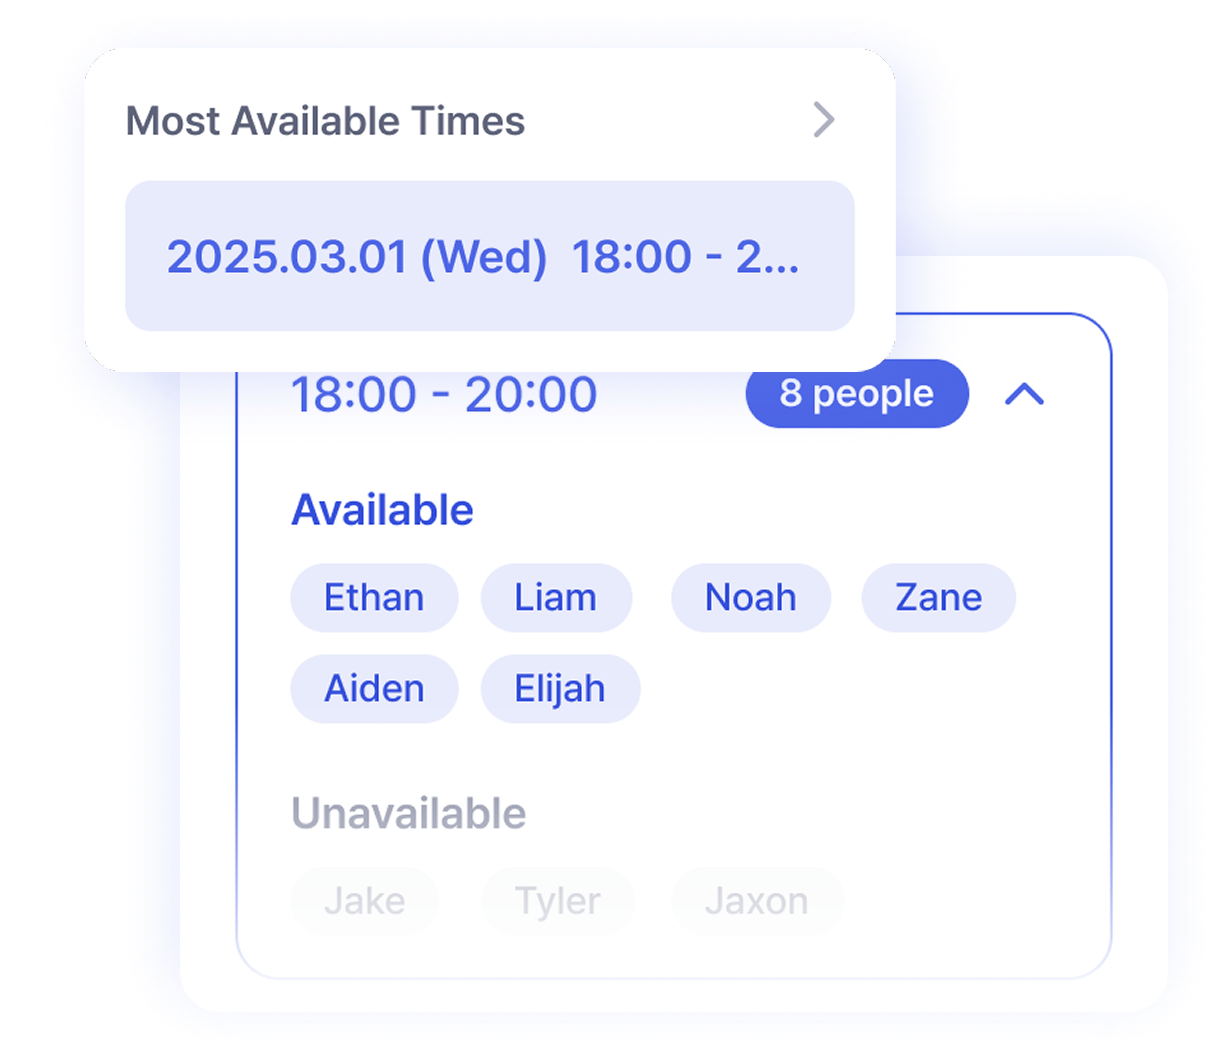 Most Available Times
2025.03.01 (Wed) 18:00 - 2...
18:00 - 20:00 8 people
Available
Ethan Liam Noah Zane
Aiden Elijah
Unavailable
Jake Tyler Jaxon